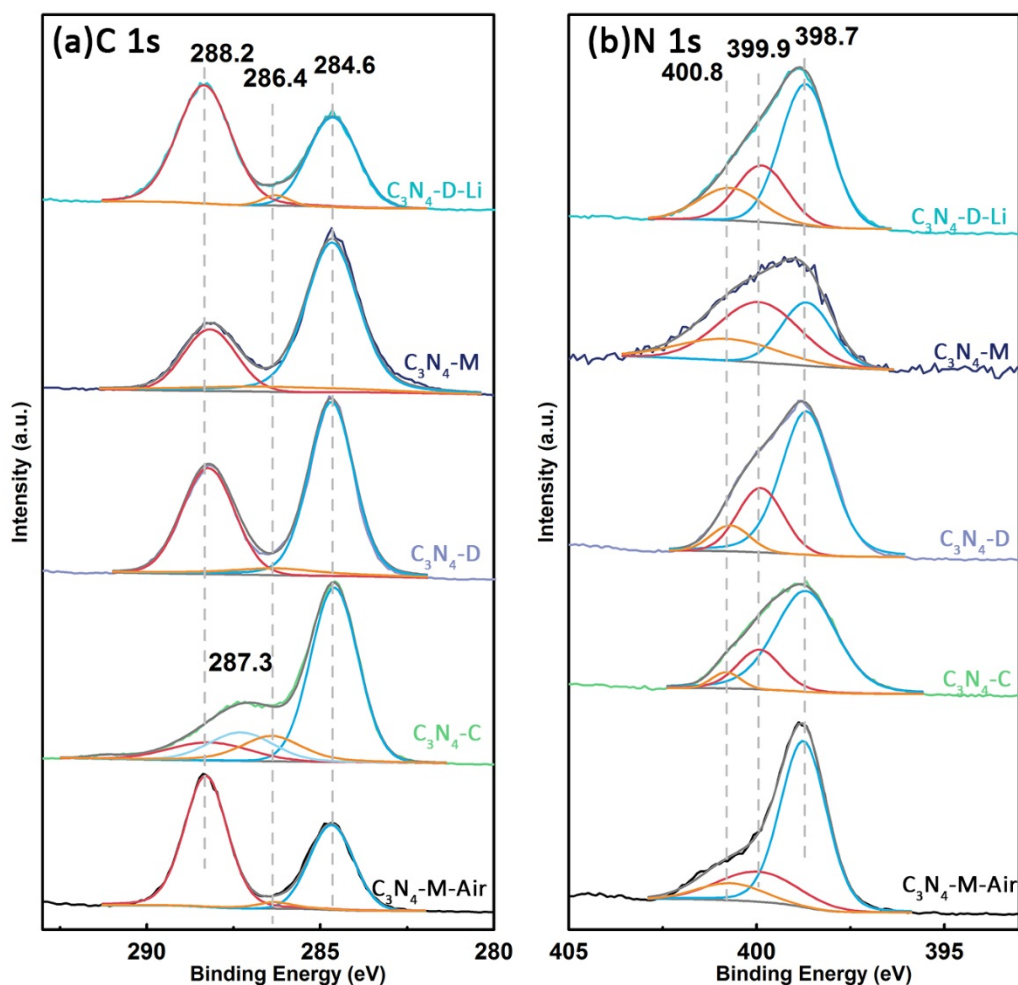 (a)C 1s
288.2
286.4
284.6
C₃N₄-D-Li
C₃N₄-M
C₃N₄-D
287.3
C₃N₄-C
C₃N₄-M-Air
Intensity (a.u.)
290
285
280
Binding Energy (eV)
(b)N 1s
400.8
399.9
398.7
C₃N₄-D-Li
C₃N₄-M
C₃N₄-D
C₃N₄-C
C₃N₄-M-Air
Intensity (a.u.)
405
400
395
Binding Energy (eV)